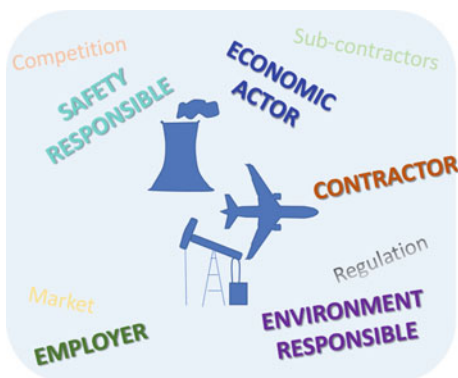 Competition
Sub-contractors
SAFETY
RESPONSIBLE
ECONOMIC
ACTOR
CONTRACTOR
Regulation
Market
EMPLOYER
ENVIRONMENT
RESPONSIBLE